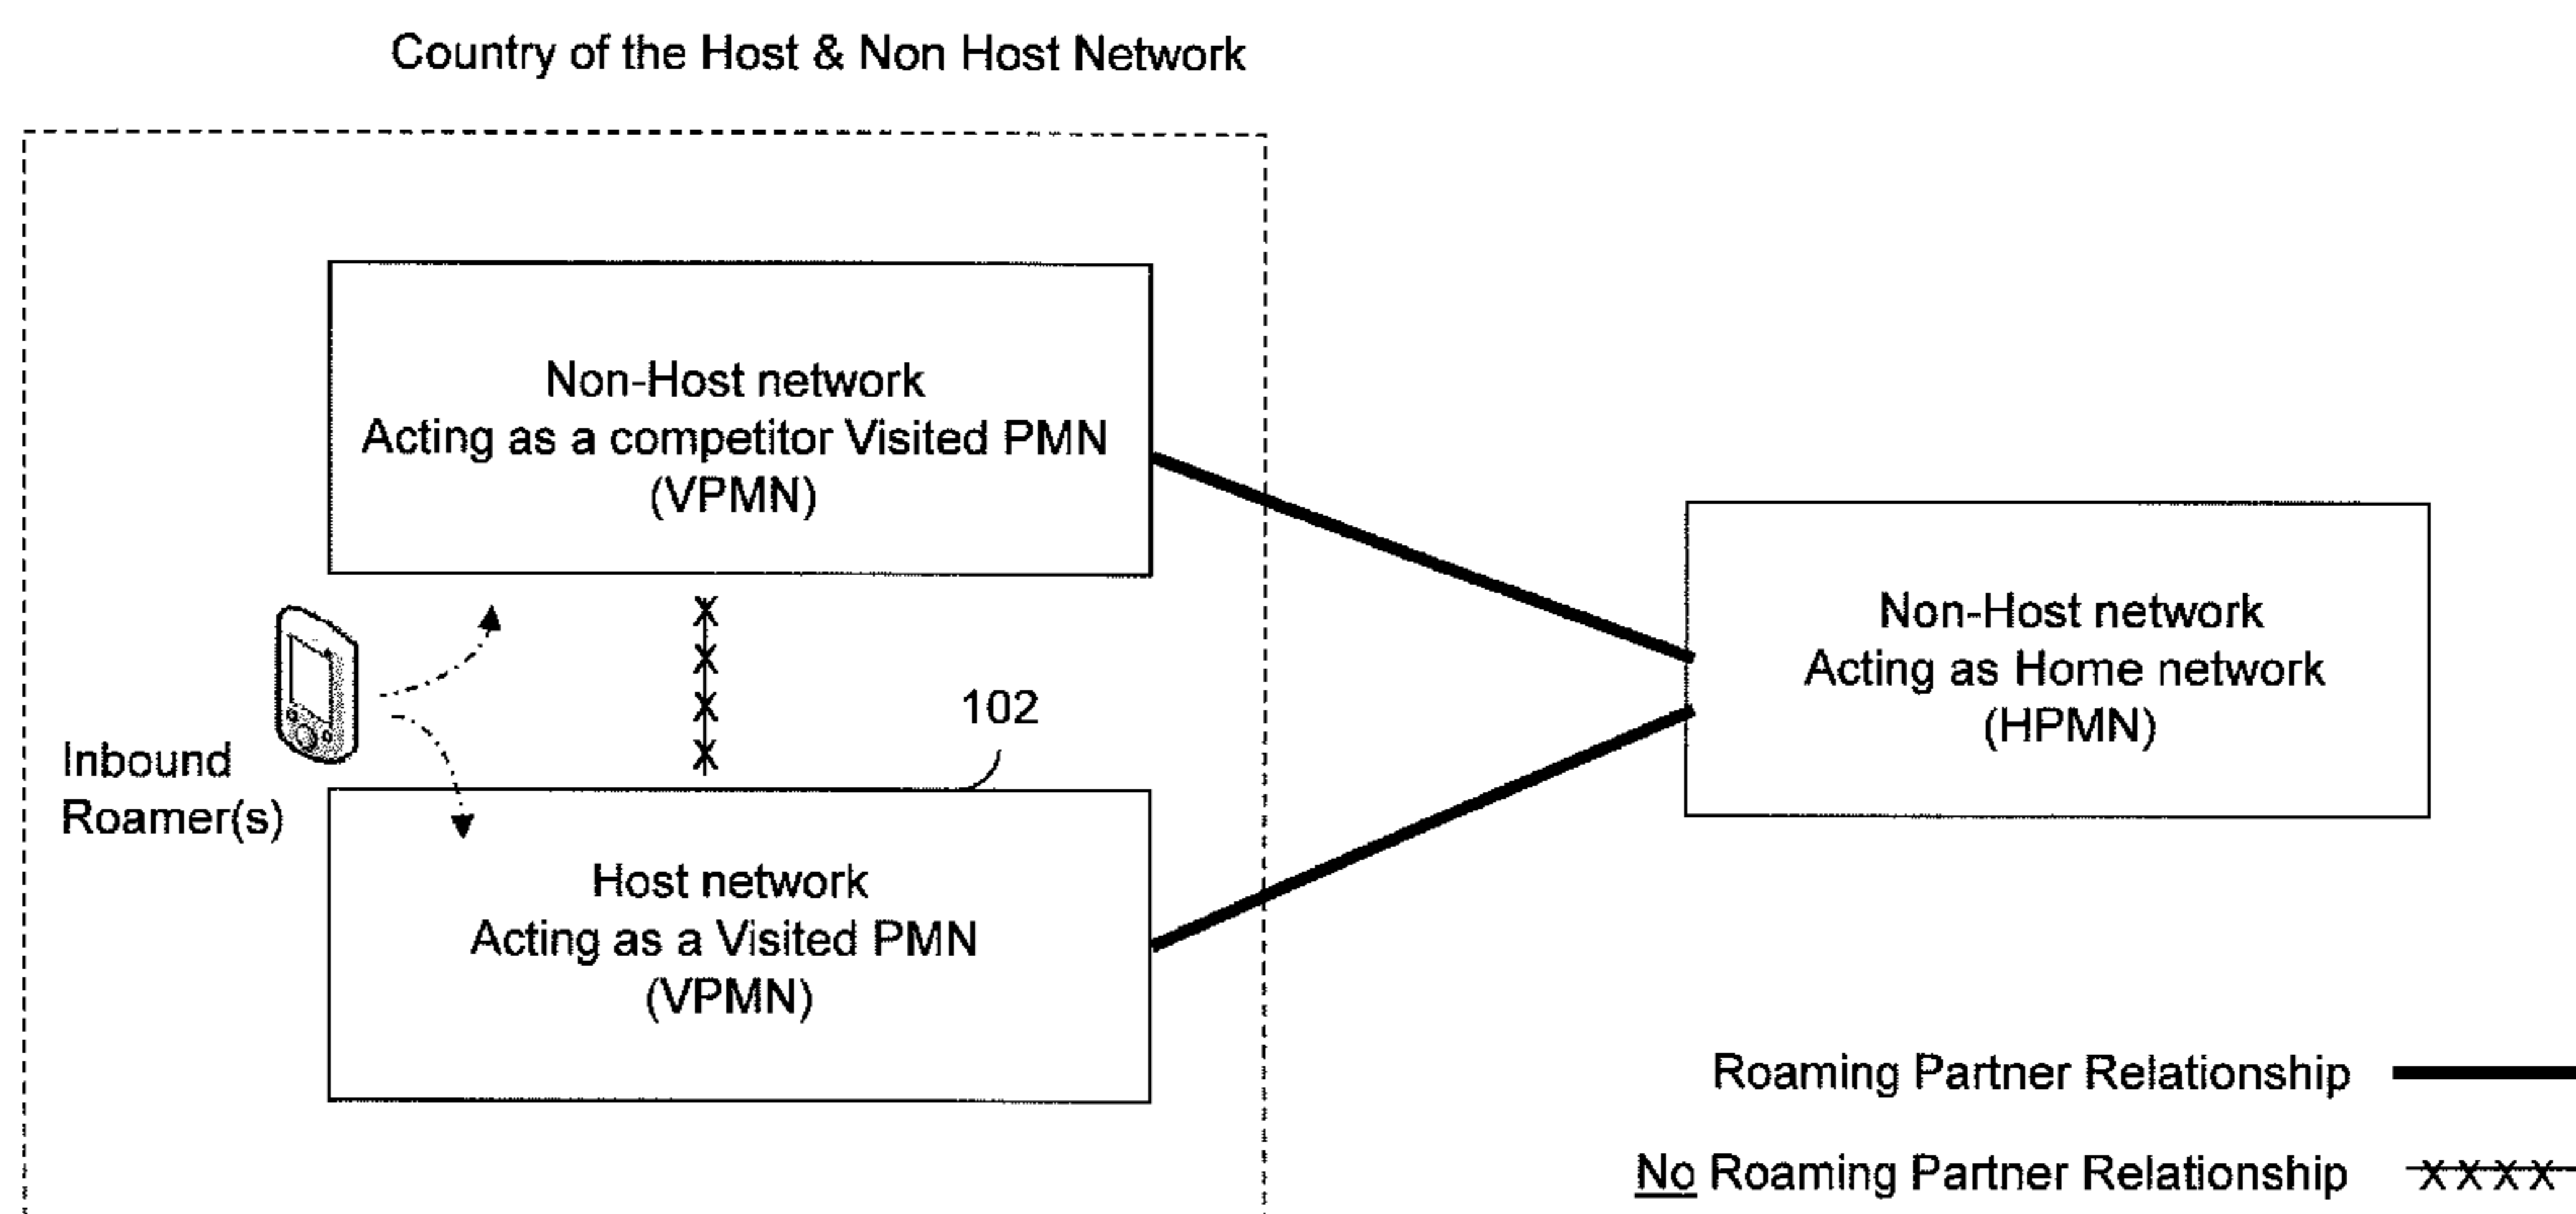 Country of the Host & Non Host Network
Non-Host network
Acting as a competitor Visited PMN
(VPMN)
Non-Host network
Acting as Home network
(HPMN)
102
Inbound
Roamer(s)
Host network
Acting as a Visited PMN
(VPMN)
Roaming Partner Relationship
No Roaming Partner Relationship